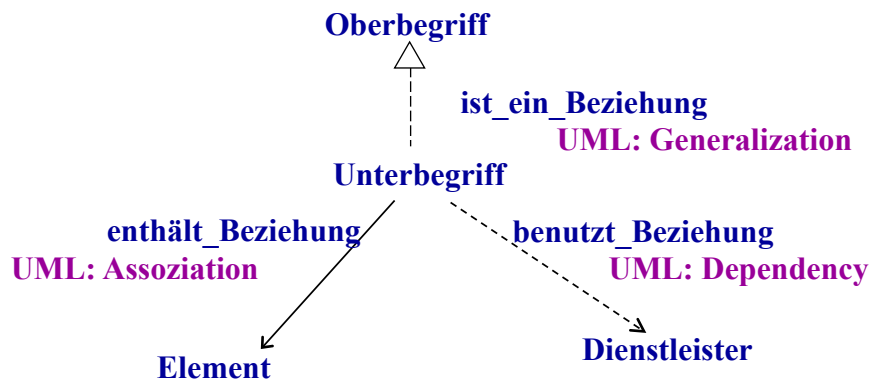 Oberbegriff
ist_ein_Beziehung
UML: Generalization
Unterbegriff
enthält_Beziehung
UML: Assoziation
benutzt_Beziehung
UML: Dependency
Element
Dienstleister